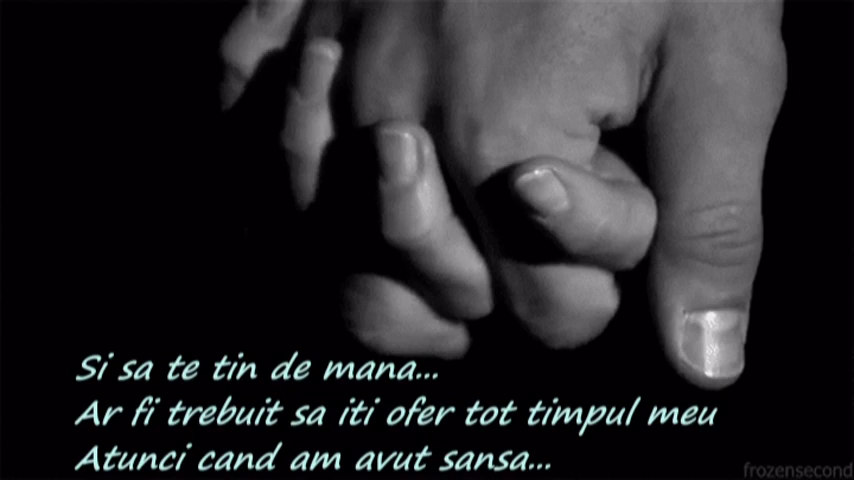 Si sa te tin de mana...
Ar fi trebuit sa iti ofer tot timpul meu
Atunci cand am avut sansa...
frozensecond